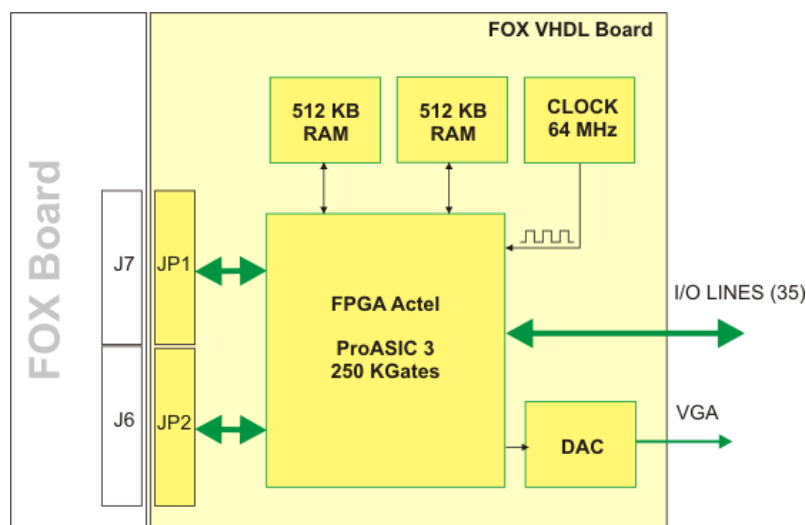 FOX VHDL Board
512 KB
RAM
512 KB
RAM
CLOCK
64 MHz
FOX Board
J7
JP1
FPGA Actel
ProASIC 3
250 KGates
I/O LINES (35)
J6
JP2
DAC
VGA